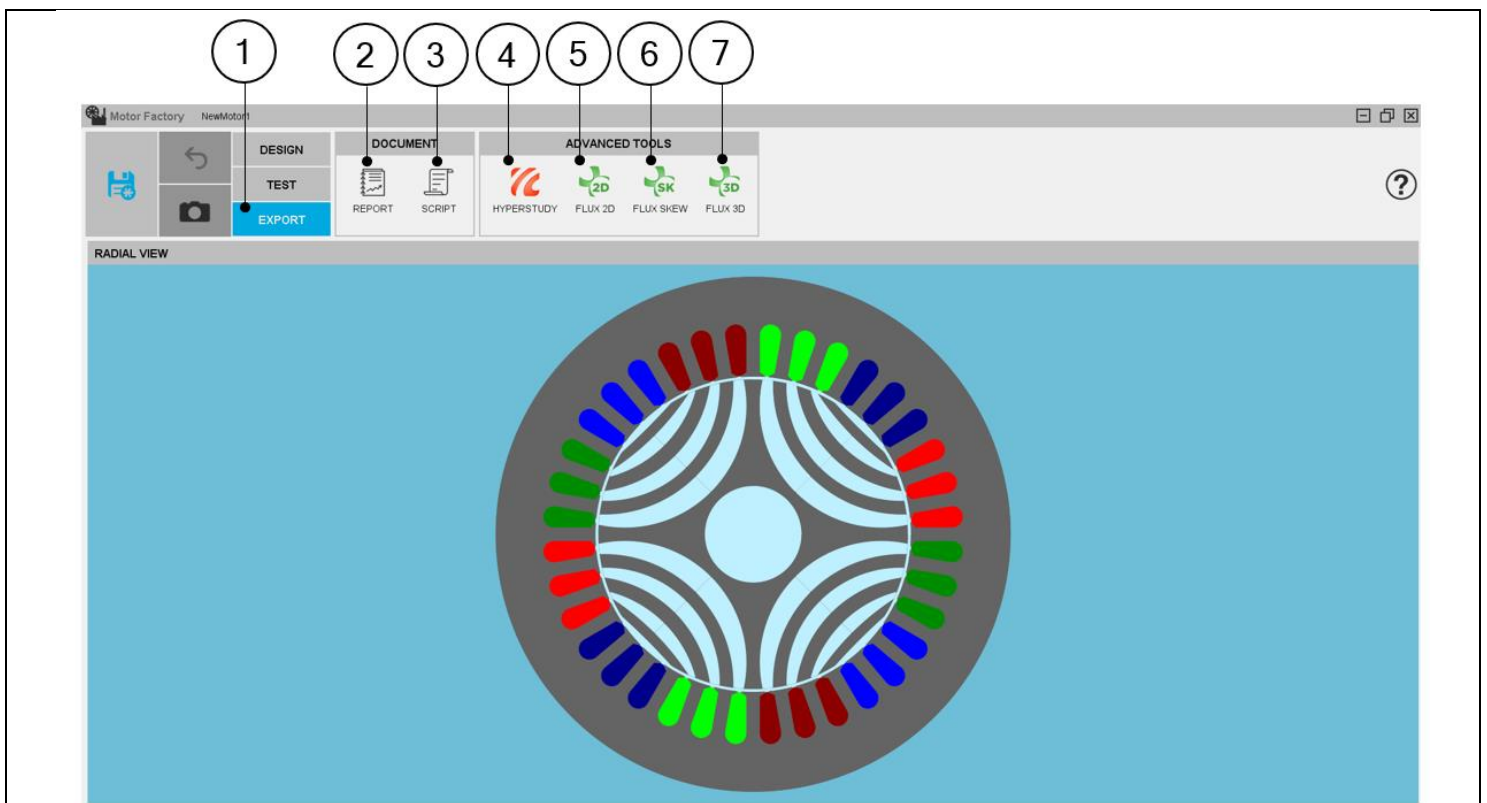 1 2 3 4 5 6 7
Motor Factory NewMotor1
DESIGN DOCUMENT ADVANCED TOOLS
TEST
2D SK 3D
EXPORT REPORT SCRIPT HYPERSTUDY FLUX 2D FLUX SKEW FLUX 3D
?
RADIAL VIEW